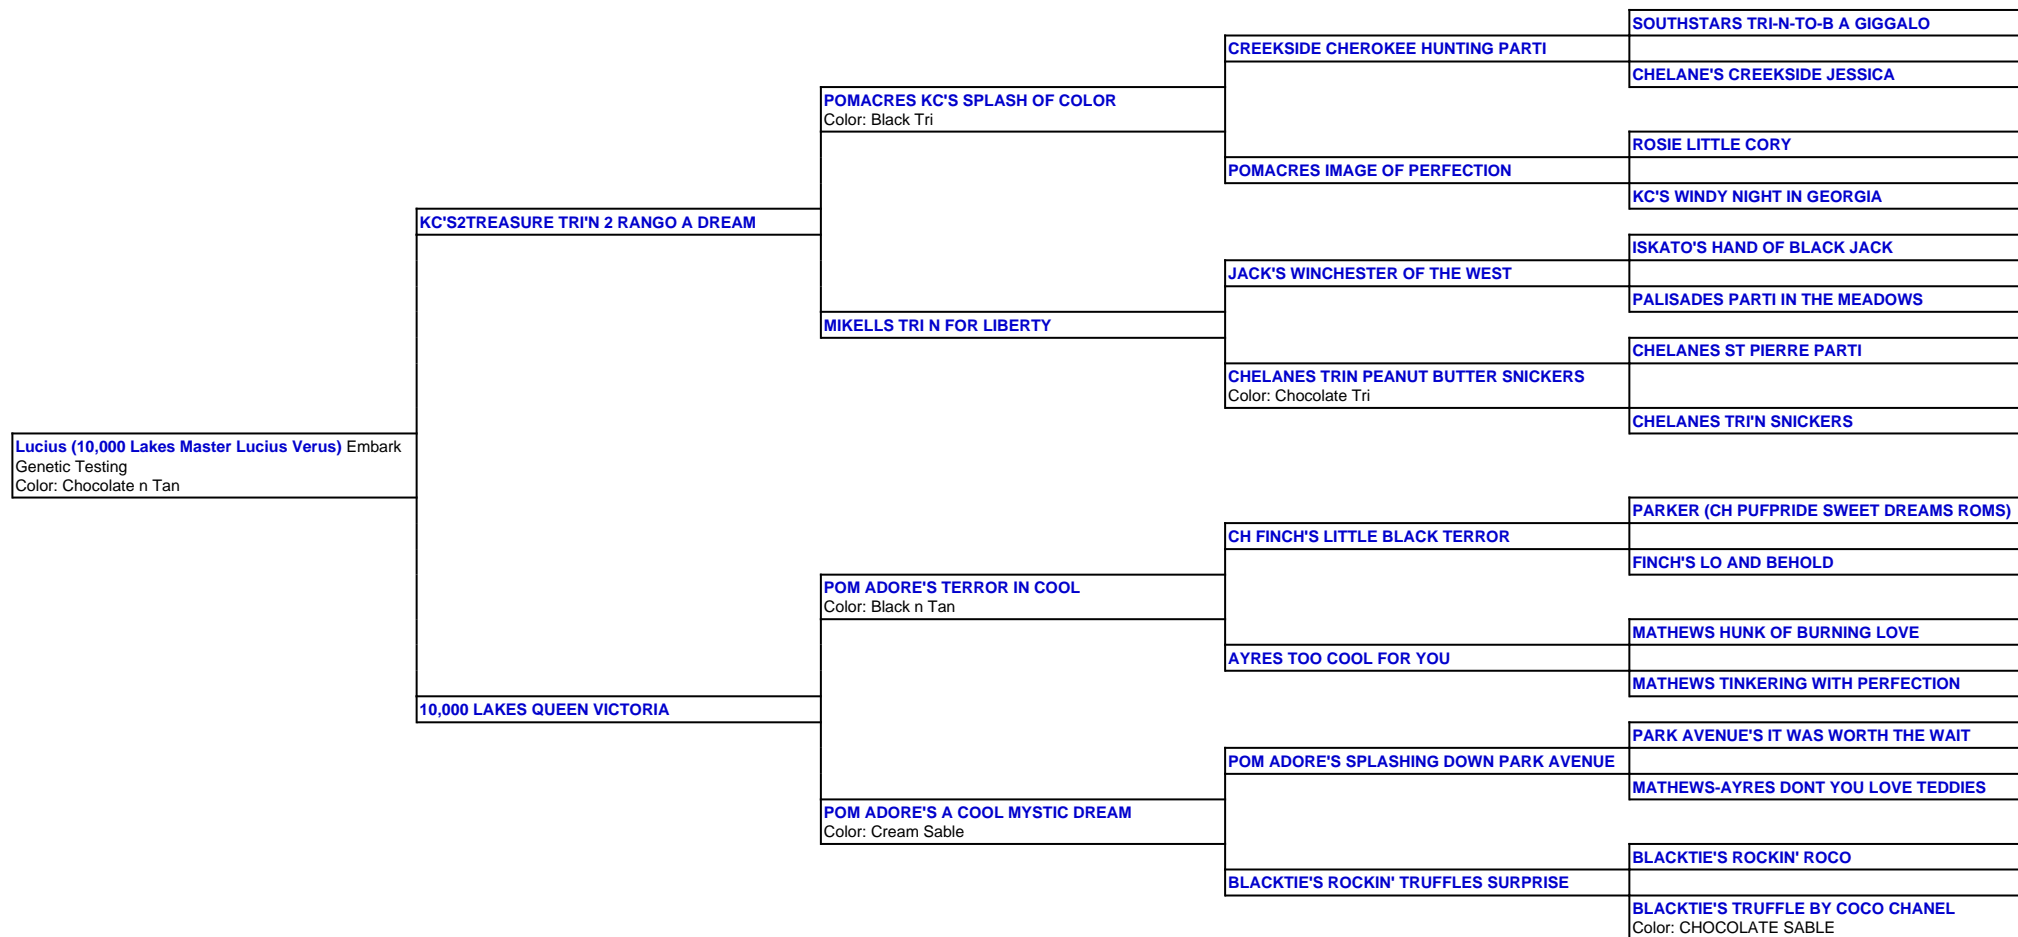 SOUTHSTARS TRI-N-TO-B A GIGGALO
CREEKSIDE CHEROKEE HUNTING PARTI
CHELANE'S CREEKSIDE JESSICA
POMACRES KC'S SPLASH OF COLOR
Color: Black Tri
ROSIE LITTLE CORY
POMACRES IMAGE OF PERFECTION
KC'S WINDY NIGHT IN GEORGIA
KC'S2TREASURE TRI'N 2 RANGO A DREAM
ISKATO'S HAND OF BLACK JACK
JACK'S WINCHESTER OF THE WEST
PALISADES PARTI IN THE MEADOWS
MIKELLS TRI N FOR LIBERTY
CHELANES ST PIERRE PARTI
CHELANES TRIN PEANUT BUTTER SNICKERS
Color: Chocolate Tri
CHELANES TRI'N SNICKERS
Lucius (10,000 Lakes Master Lucius Verus) Embark
Genetic Testing
Color: Chocolate n Tan
PARKER (CH PUFPRIDE SWEET DREAMS ROMS)
CH FINCH'S LITTLE BLACK TERROR
FINCH'S LO AND BEHOLD
POM ADORE'S TERROR IN COOL
Color: Black n Tan
MATHEWS HUNK OF BURNING LOVE
AYRES TOO COOL FOR YOU
MATHEWS TINKERING WITH PERFECTION
10,000 LAKES QUEEN VICTORIA
PARK AVENUE'S IT WAS WORTH THE WAIT
POM ADORE'S SPLASHING DOWN PARK AVENUE
MATHEWS-AYRES DONT YOU LOVE TEDDIES
POM ADORE'S A COOL MYSTIC DREAM
Color: Cream Sable
BLACKTIE'S ROCKIN' ROCO
BLACKTIE'S ROCKIN' TRUFFLES SURPRISE
BLACKTIE'S TRUFFLE BY COCO CHANEL
Color: CHOCOLATE SABLE